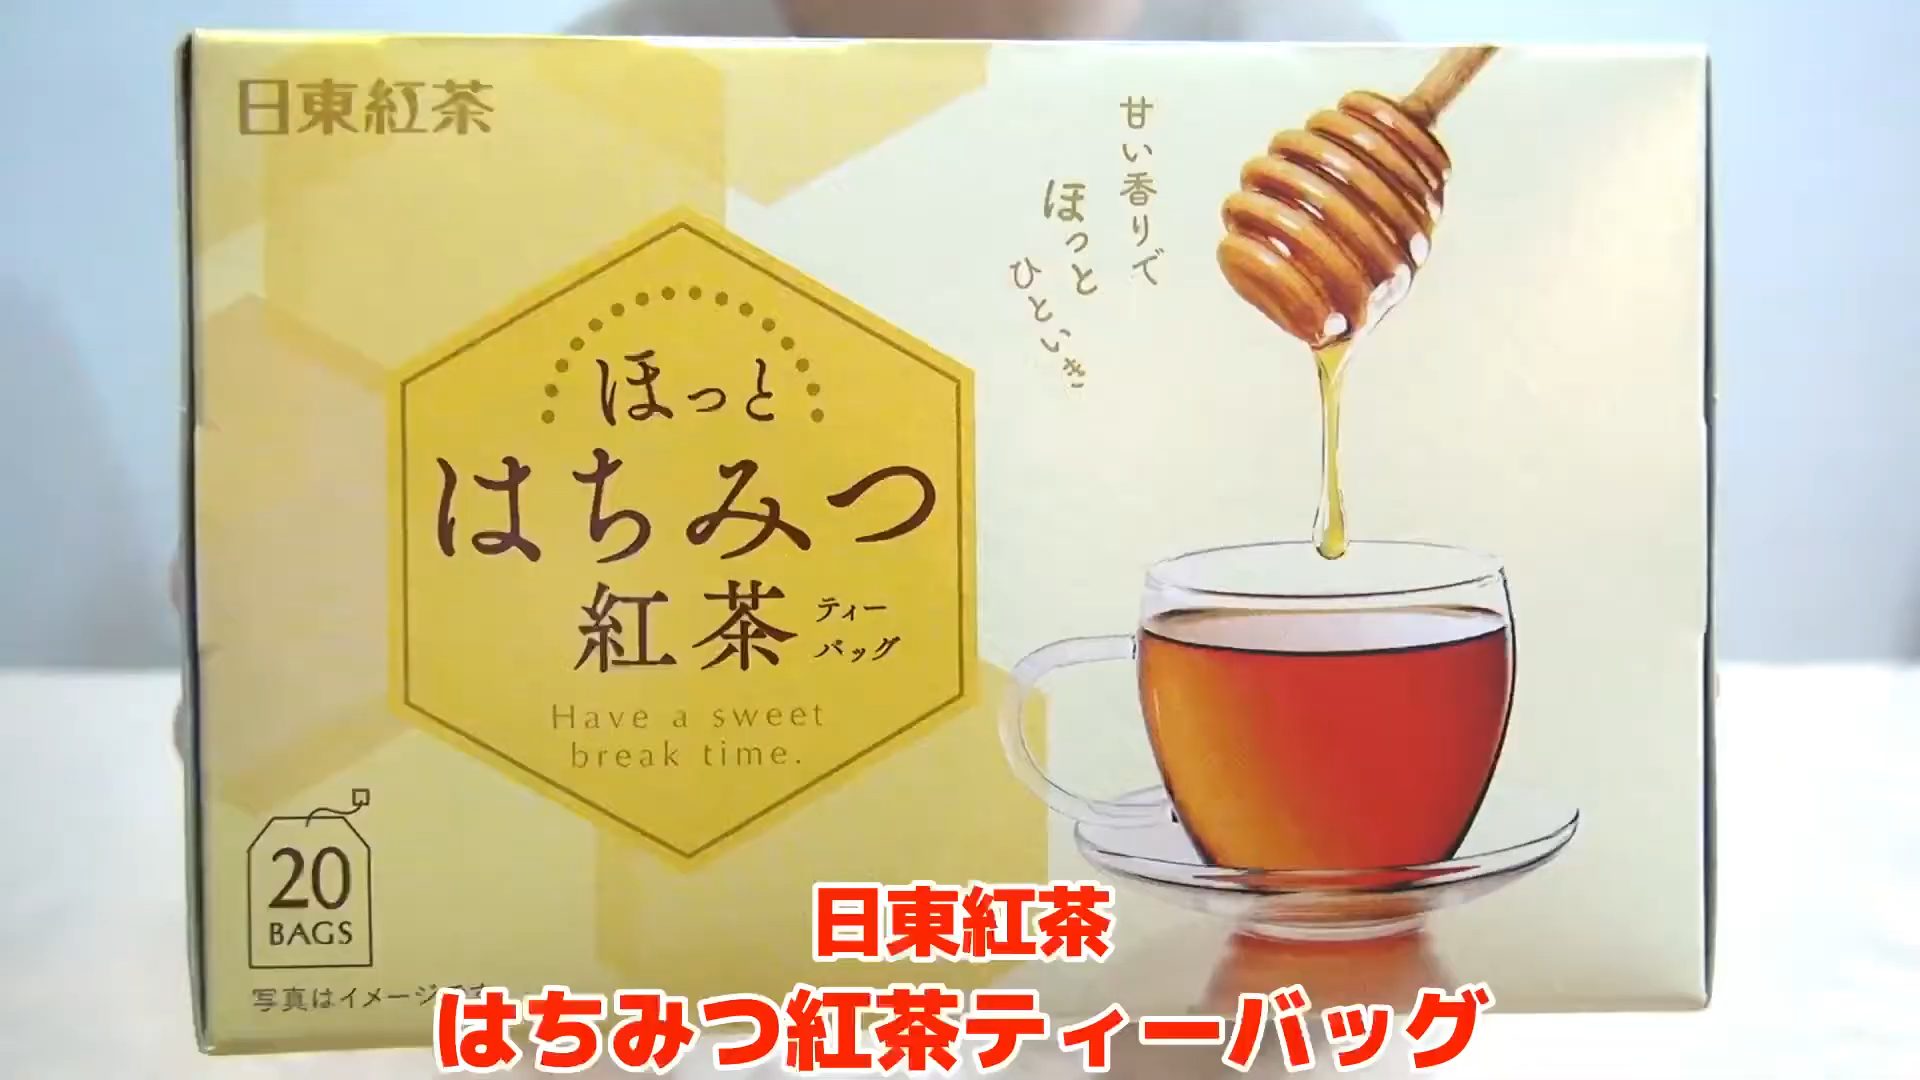 日東紅茶
甘い香りで
ほっと
ひといき
ほっと
はちみつ
紅茶
ティー
バッグ
Have a sweet
break time.
20
BAGS
写真はイメージです
日東紅茶
はちみつ紅茶ティーバッグ